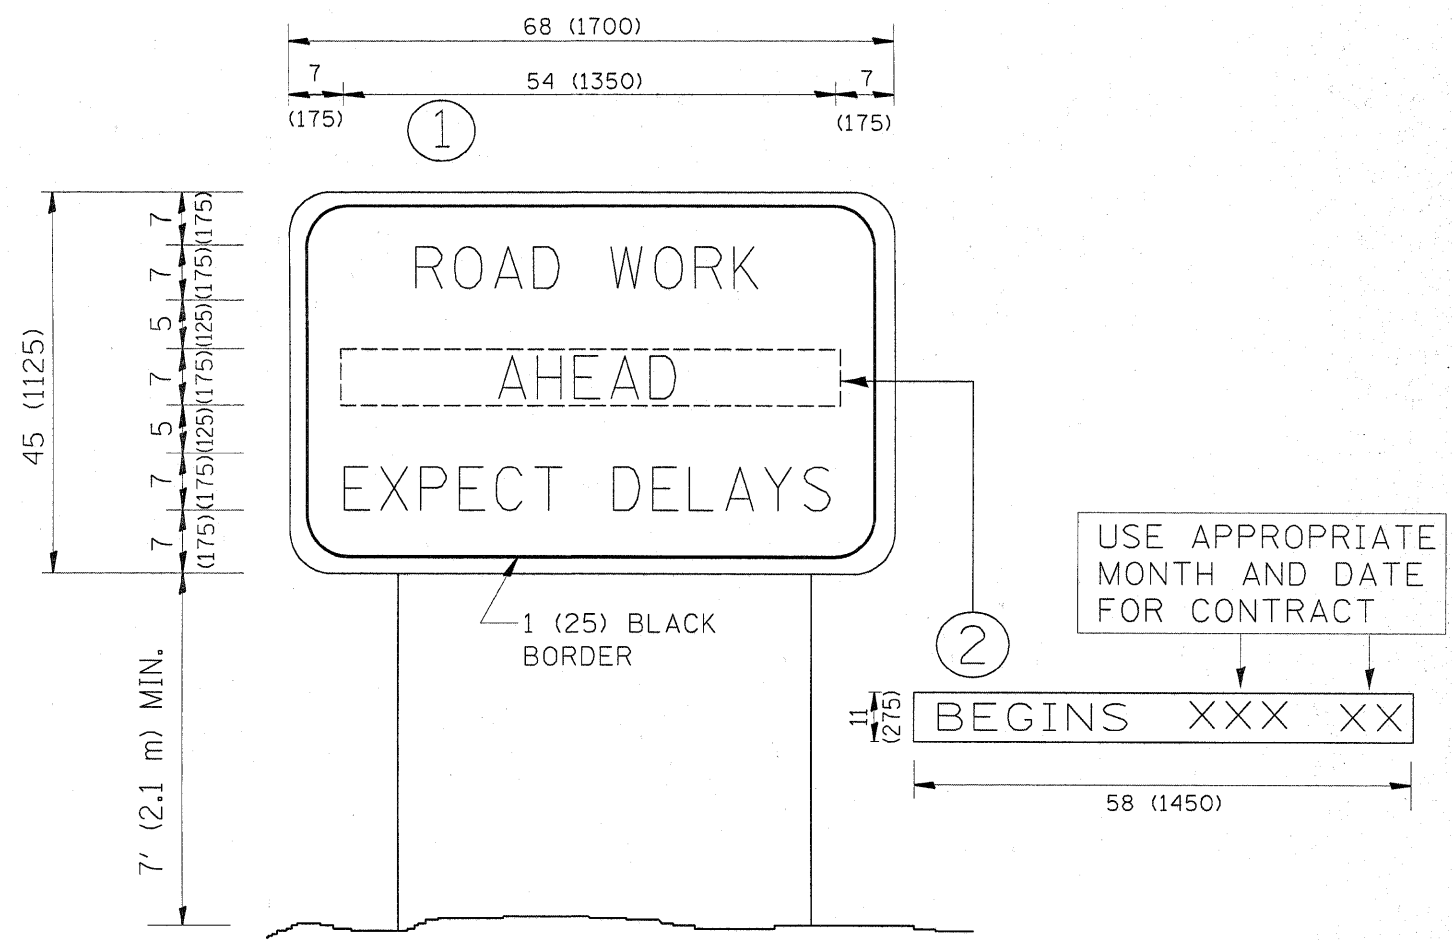 68 (1700)
7
54 (1350)
7
(175)
(175)
1
7
(175)
7
(175)
5
(125)
7
(175)
5
(125)
7
(175)
7
(175)
45 (1125)
ROAD WORK
AHEAD
EXPECT DELAYS
1 (25) BLACK
BORDER
7' (2.1 m) MIN.
2
USE APPROPRIATE
MONTH AND DATE
FOR CONTRACT
11
(275)
BEGINS XXX XX
58 (1450)